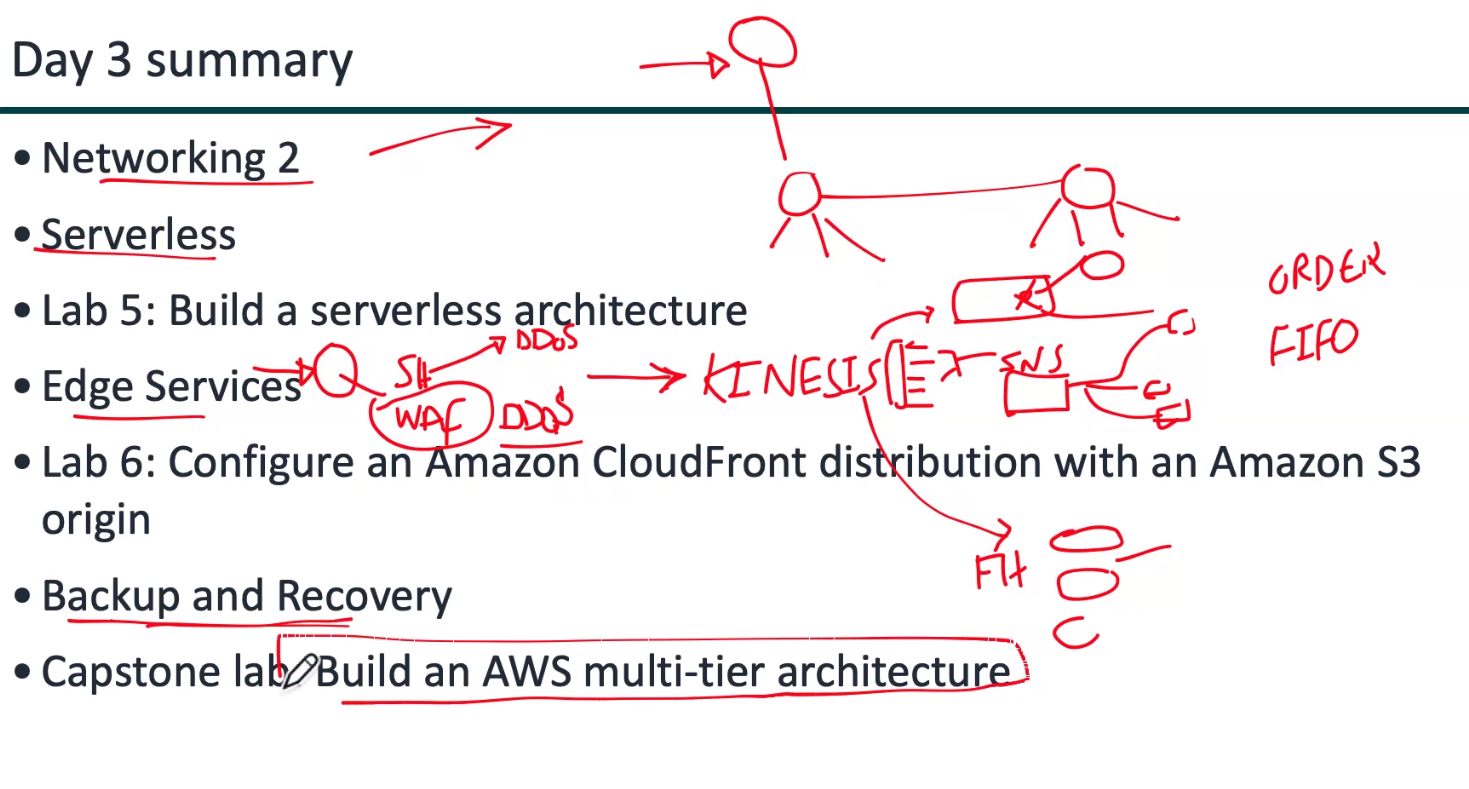 Day 3 summary
• Networking 2
• Serverless
ORDER
• Lab 5: Build a serverless architecture
FIFO
DDoS
• Edge Services
SH
KINESIS
SNS
WAF
DDoS
• Lab 6: Configure an Amazon CloudFront distribution with an Amazon S3
origin
FH
• Backup and Recovery
• Capstone lab: Build an AWS multi-tier architecture